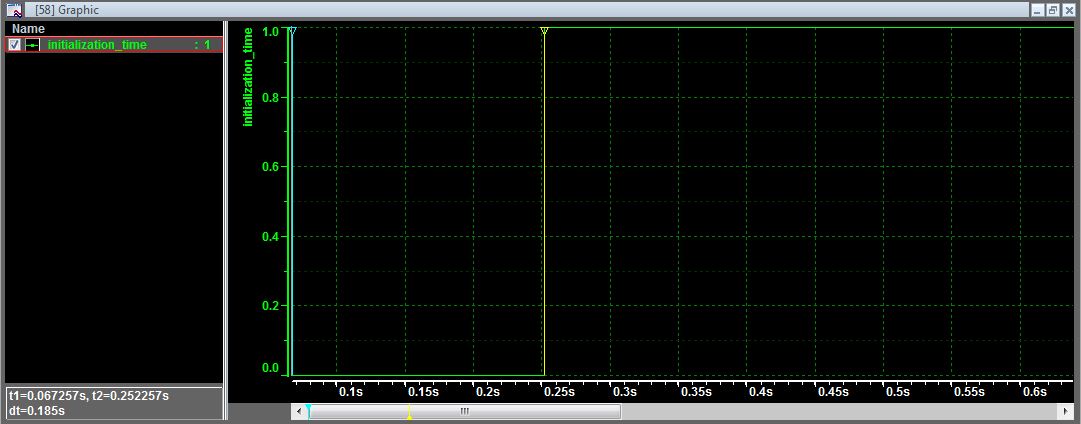 [58] Graphic
Name
initialization_time : 1
initialization_time
1.0
0.8
0.6
0.4
0.2
0.0
0.1s 0.15s 0.2s 0.25s 0.3s 0.35s 0.4s 0.45s 0.5s 0.55s 0.6s
t1=0.067257s, t2=0.252257s
dt=0.185s